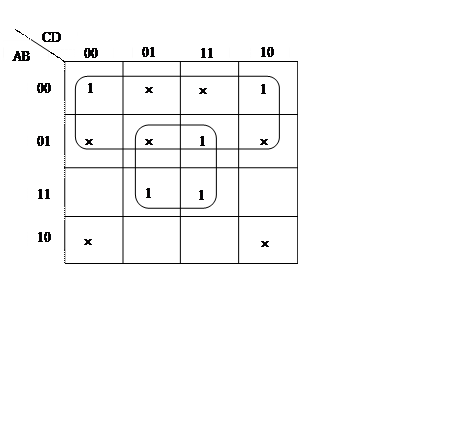 CD
AB
00 01 11 10
00 1 x x 1
01 x x 1 x
11 1 1
10 x x